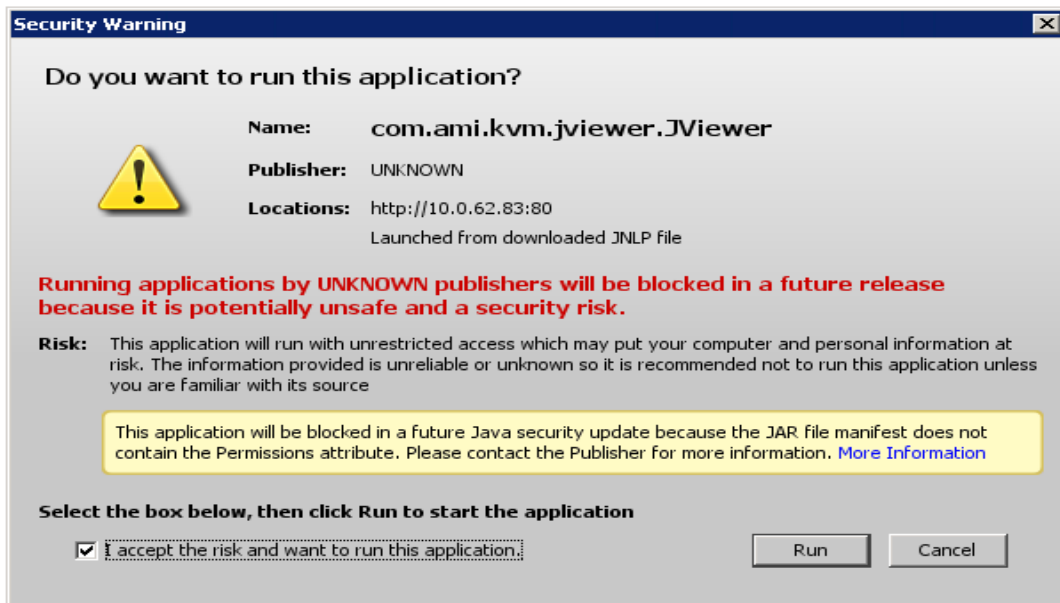 Security Warning
Do you want to run this application?
Name: com.ami.kvm.jviewer.JViewer
Publisher: UNKNOWN
Locations: http://10.0.62.83:80
Launched from downloaded JNLP file
Running applications by UNKNOWN publishers will be blocked in a future release
because it is potentially unsafe and a security risk.
Risk: This application will run with unrestricted access which may put your computer and personal information at
risk. The information provided is unreliable or unknown so it is recommended not to run this application unless
you are familiar with its source
This application will be blocked in a future Java security update because the JAR file manifest does not
contain the Permissions attribute. Please contact the Publisher for more information. More Information
Select the box below, then click Run to start the application
I accept the risk and want to run this application.
Run Cancel